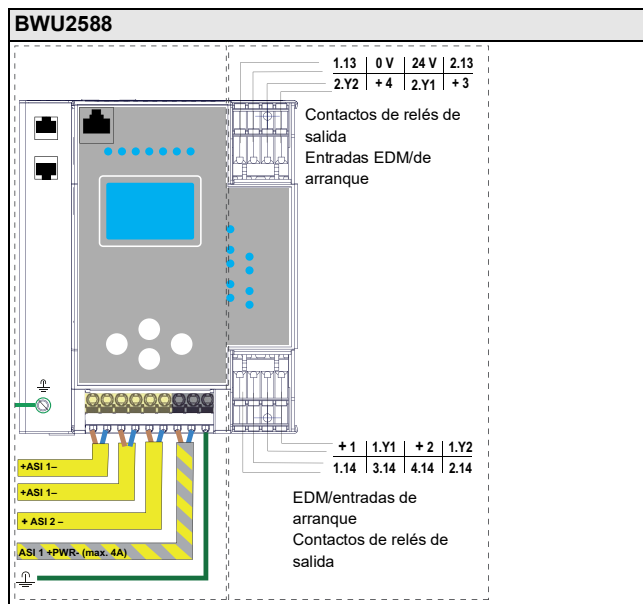 BWU2588
1.13 0 V 24 V 2.13
2.Y2 + 4 2.Y1 + 3
Contactos de relés de
salida
Entradas EDM/de
arranque
+ 1 1.Y1 + 2 1.Y2
1.14 3.14 4.14 2.14
EDM/entradas de
arranque
Contactos de relés de
salida
+ASI 1–
+ASI 1–
+ ASI 2 –
ASI 1 +PWR- (max. 4A)